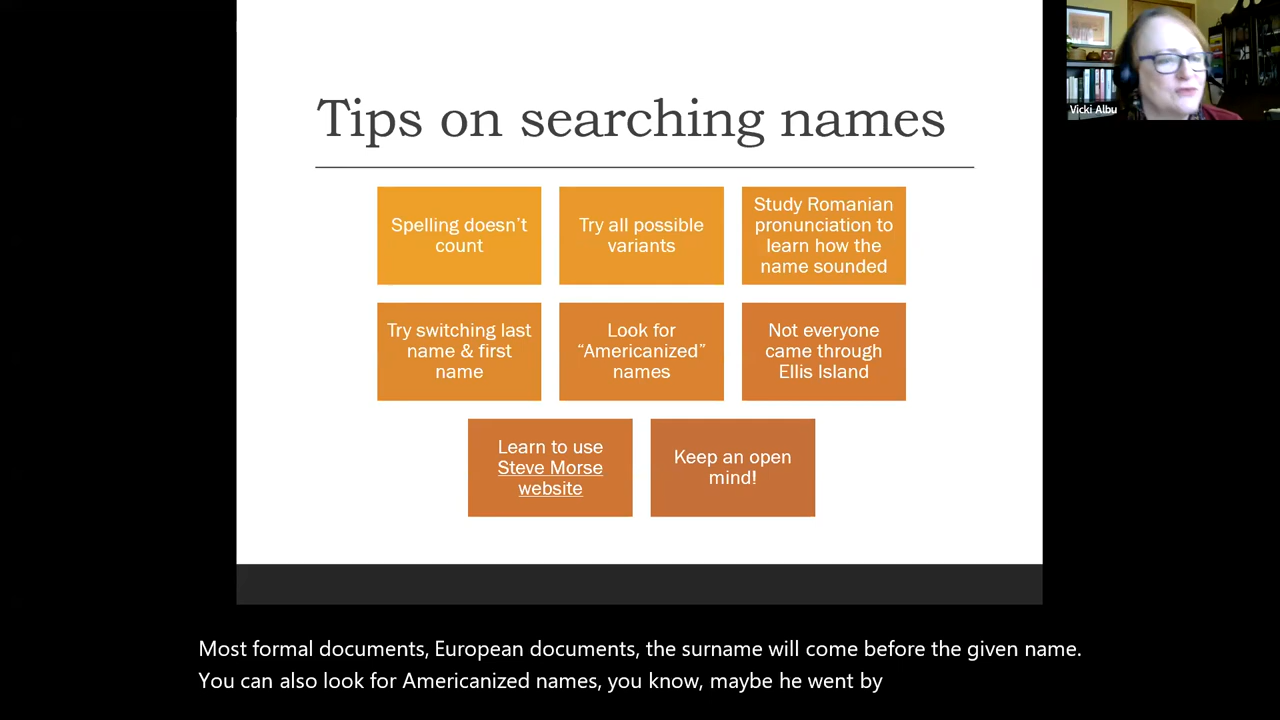 Vicki Albu
Tips on searching names
Spelling doesn't
count
Try all possible
variants
Study Romanian
pronunciation to
learn how the
name sounded
Try switching last
name & first
name
Look for
“Americanized”
names
Not everyone
came through
Ellis Island
Learn to use
Steve Morse
website
Keep an open
mind!
Most formal documents, European documents, the surname will come before the given name.
You can also look for Americanized names, you know, maybe he went by